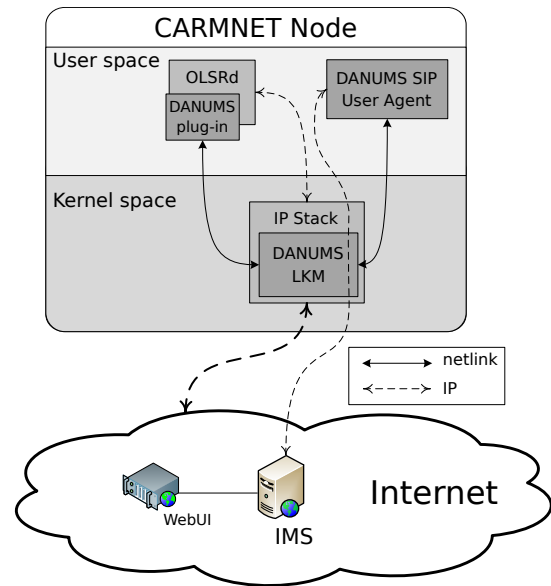 CARMNET Node
User space
OLSRd
DANUMS
plug-in
DANUMS SIP
User Agent
Kernel space
IP Stack
DANUMS
LKM
netlink
IP
Internet
WebUI
IMS